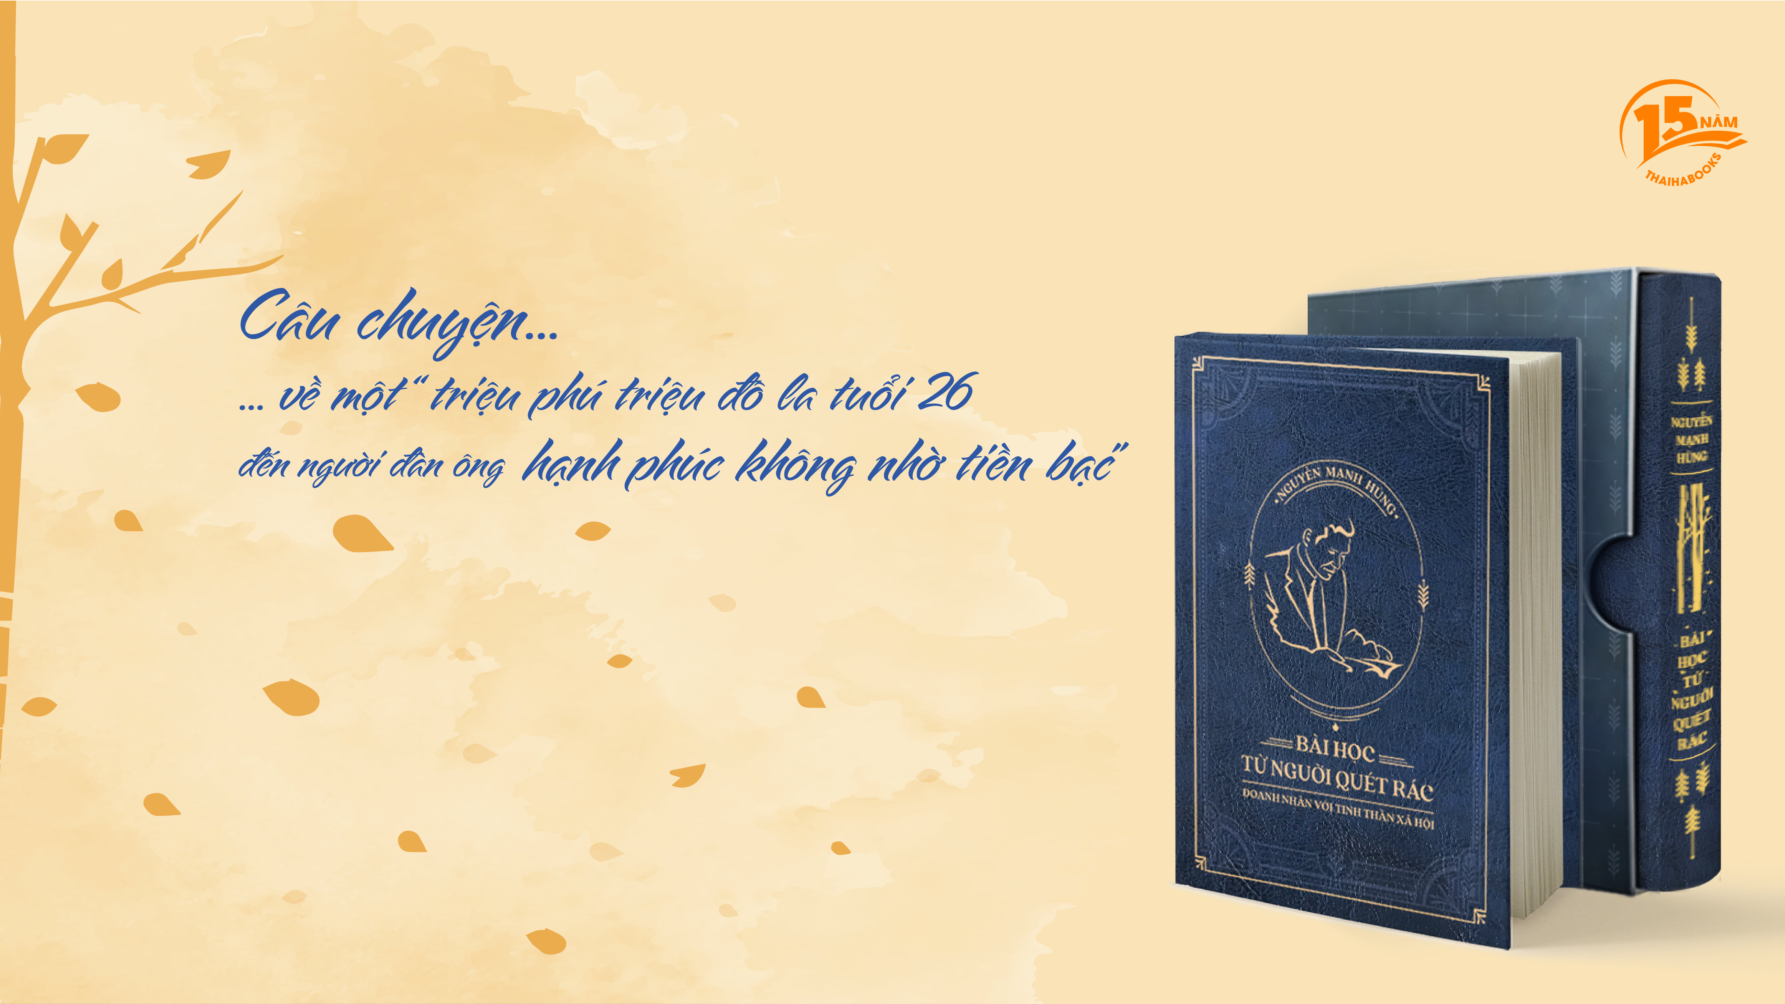 15 NĂM
THAIHABOOKS
Câu chuyện...
... về một “ triệu phú triệu đô la tuổi 26
đến người đàn ông hạnh phúc không nhờ tiền bạc”
•NGUYỄN MẠNH HÙNG•
BÀI HỌC
TỪ NGƯỜI QUÉT RÁC
DOANH NHÂN VỚI TINH THẦN XÃ HỘI
NGUYỄN
MẠNH
HÙNG
BÀI
HỌC
TỪ
NGƯỜI
QUÉT
RÁC